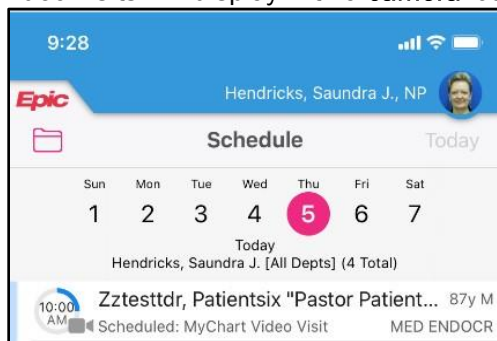 9:28
Epic
Hendricks, Saundra J., NP
Schedule
Today
Sun Mon Tue Wed Thu Fri Sat
1 2 3 4 5 6 7
Today
Hendricks, Saundra J. [All Depts] (4 Total)
10:00 AM
Zztesttdr, Patientsix "Pastor Patient... 87y M
Scheduled: MyChart Video Visit MED ENDOCR